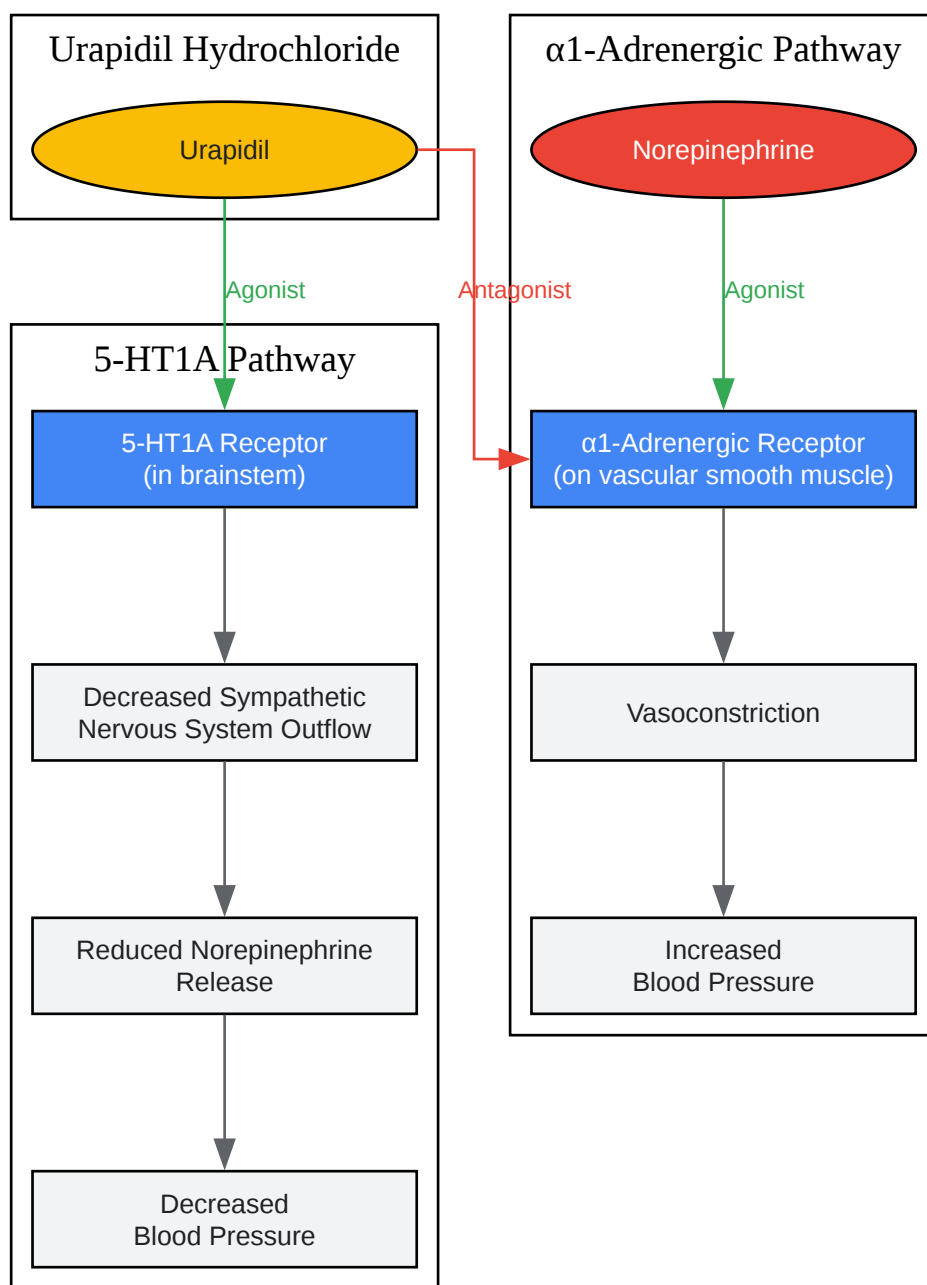 Urapidil Hydrochloride
Urapidil
Agonist
Antagonist
5-HT1A Pathway
5-HT1A Receptor
(in brainstem)
Decreased Sympathetic
Nervous System Outflow
Reduced Norepinephrine
Release
Decreased
Blood Pressure
α1-Adrenergic Pathway
Norepinephrine
Agonist
α1-Adrenergic Receptor
(on vascular smooth muscle)
Vasoconstriction
Increased
Blood Pressure